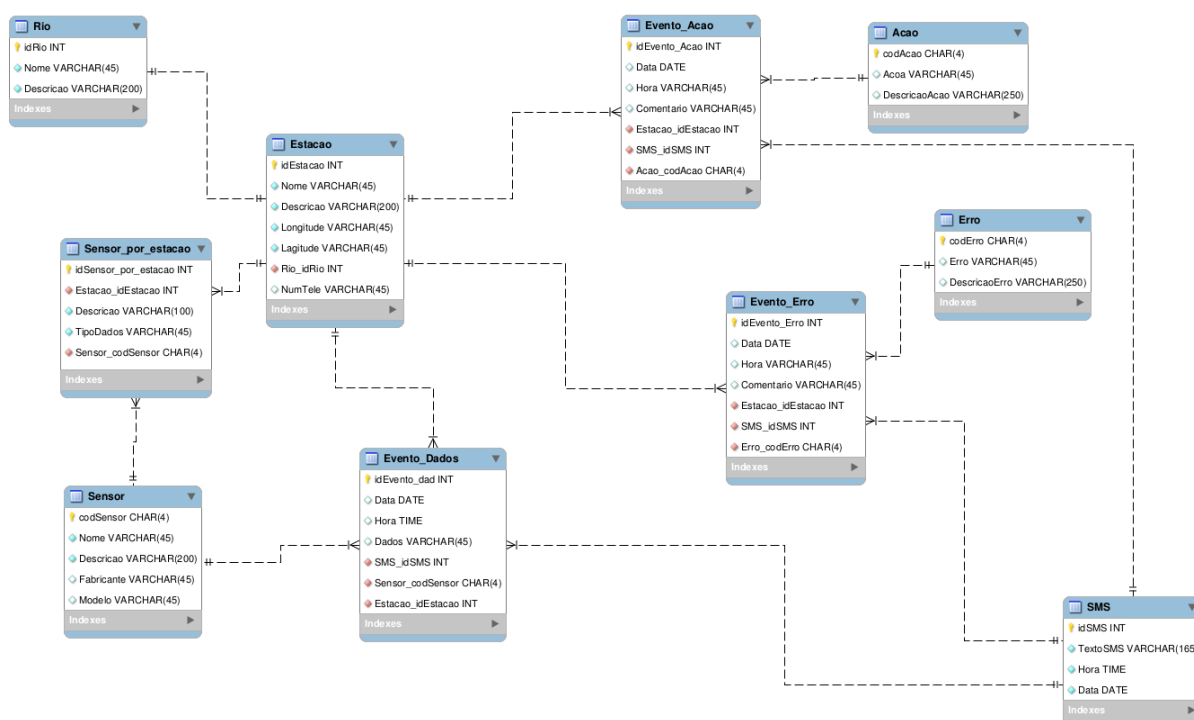 Rio
idRio INT
Nome VARCHAR(45)
Descricao VARCHAR(200)
Indexes
Estacao
idEstacao INT
Nome VARCHAR(45)
Descricao VARCHAR(200)
Longitude VARCHAR(45)
Lagitude VARCHAR(45)
Rio_idRio INT
NumTele VARCHAR(45)
Indexes
Sensor_por_estacao
idSensor_por_estacao INT
Estacao_idEstacao INT
Descricao VARCHAR(100)
TipoDados VARCHAR(45)
Sensor_codSensor CHAR(4)
Indexes
Sensor
codSensor CHAR(4)
Nome VARCHAR(45)
Descricao VARCHAR(200)
Fabricante VARCHAR(45)
Modelo VARCHAR(45)
Indexes
Evento_Dados
idEvento_dad INT
Data DATE
Hora TIME
Dados VARCHAR(45)
SMS_idSMS INT
Sensor_codSensor CHAR(4)
Estacao_idEstacao INT
Indexes
Evento_Acao
idEvento_Acao INT
Data DATE
Hora VARCHAR(45)
Comentario VARCHAR(45)
Estacao_idEstacao INT
SMS_idSMS INT
Acao_codAcao CHAR(4)
Indexes
Acao
codAcao CHAR(4)
Acoa VARCHAR(45)
DescricaoAcao VARCHAR(250)
Indexes
Erro
codErro CHAR(4)
Erro VARCHAR(45)
DescricaoErro VARCHAR(250)
Indexes
Evento_Erro
idEvento_Erro INT
Data DATE
Hora VARCHAR(45)
Comentario VARCHAR(45)
Estacao_idEstacao INT
SMS_idSMS INT
Erro_codErro CHAR(4)
Indexes
SMS
idSMS INT
TextoSMS VARCHAR(165
Hora TIME
Data DATE
Indexes